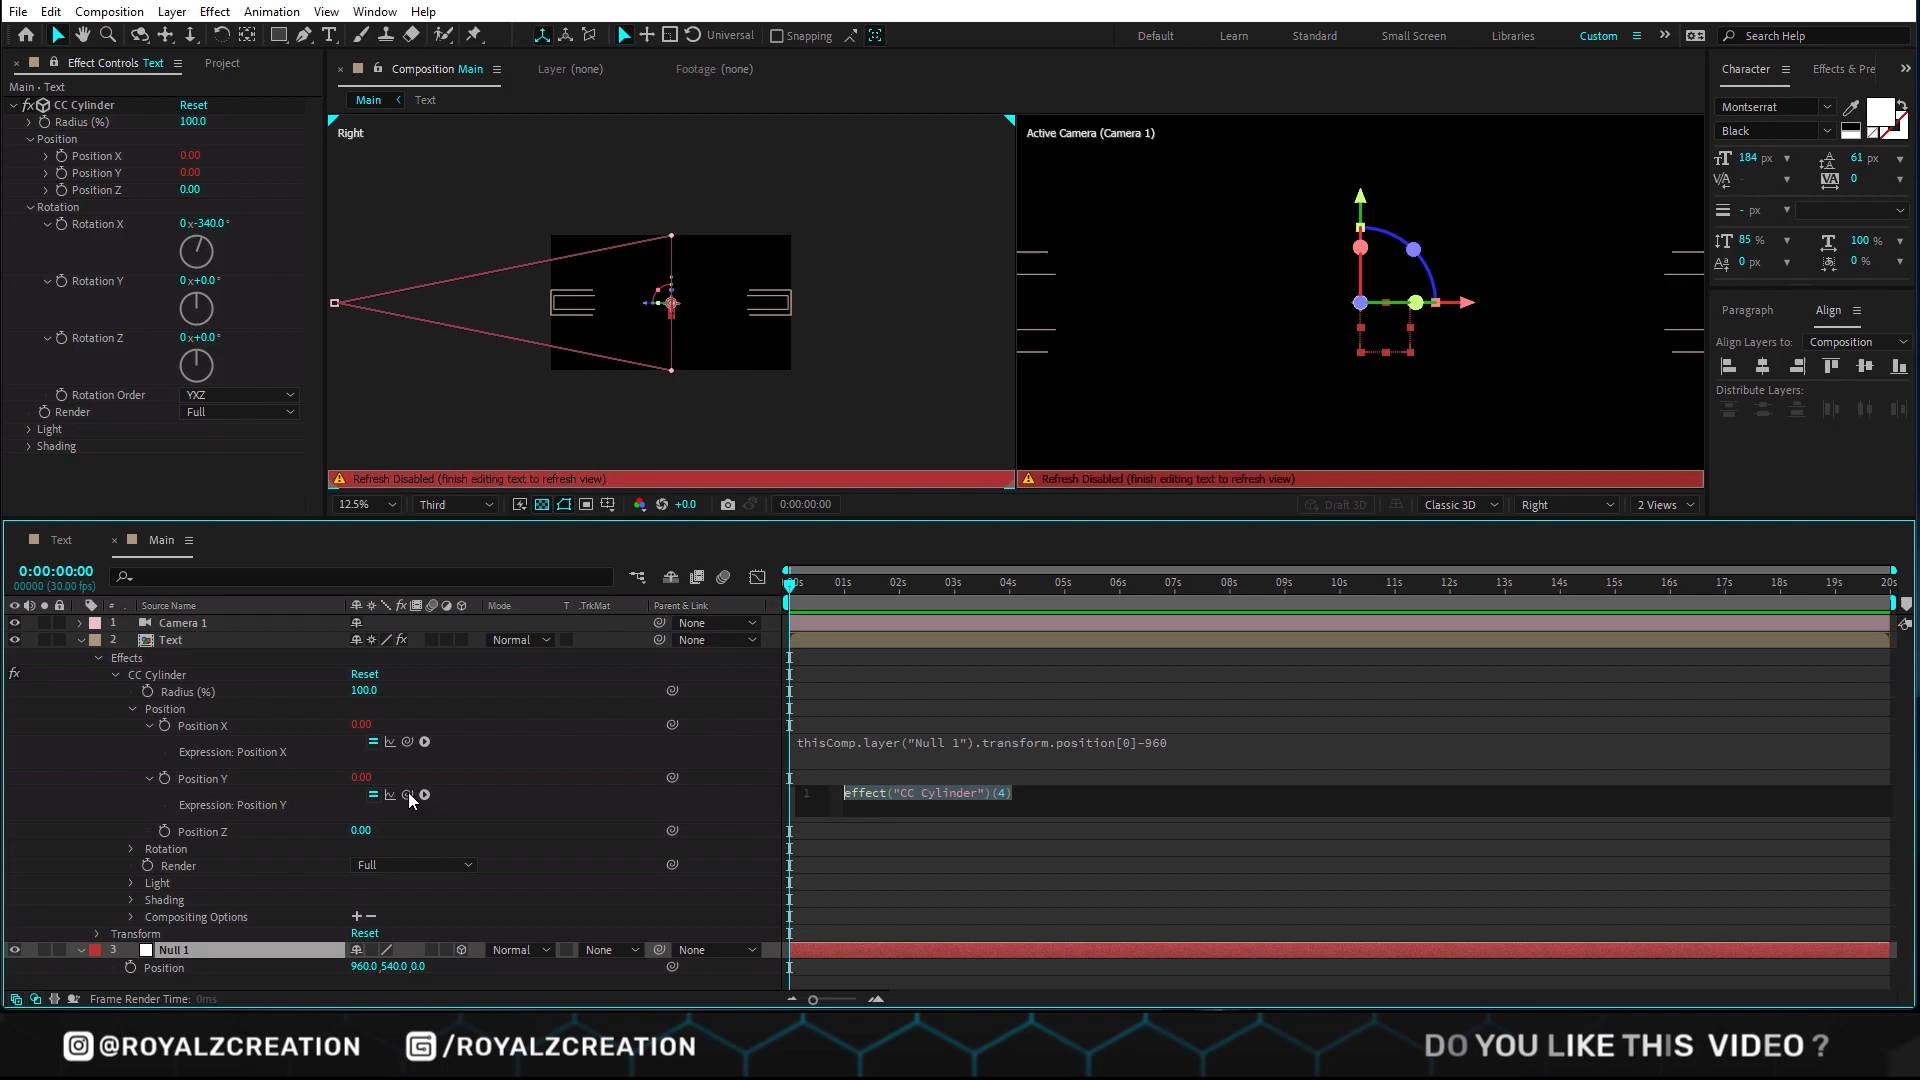 File Edit Composition Layer Effect Animation View Window Help
Universal Snapping Default Learn Standard Small Screen Libraries Custom Search Help
Effect Controls Text Project
Main • Text
CC Cylinder Reset
Radius (%) 100.0
Position
Position X 0.00
Position Y 0.00
Position Z 0.00
Rotation
Rotation X 0x-340.0°
Rotation Y 0x+0.0°
Rotation Z 0x+0.0°
Rotation Order YXZ
Render Full
Light
Shading
Composition Main Layer (none) Footage (none)
Main Text
Right
Active Camera (Camera 1)
Refresh Disabled (finish editing text to refresh view)
Refresh Disabled (finish editing text to refresh view)
12.5% Third +0.0 0:00:00:00 Draft 3D Classic 3D Right 2 Views
Character Effects & Pre
Montserrat
Black
184 px 61 px
- 0
- px
85 % 100 %
0 px 0 %
Paragraph Align
Align Layers to: Composition
Distribute Layers:
Text Main
0:00:00:00
00000 (30.00 fps)
00s 01s 02s 03s 04s 05s 06s 07s 08s 09s 10s 11s 12s 13s 14s 15s 16s 17s 18s 19s 20s
# Source Name Mode T .TrkMat Parent & Link
1 Camera 1 None
2 Text Normal None
Effects
CC Cylinder Reset
Radius (%) 100.0
Position
Position X 0.00
Expression: Position X thisComp.layer("Null 1").transform.position[0]-960
Position Y 0.00
Expression: Position Y 1 effect("CC Cylinder")(4)
Position Z 0.00
Rotation
Render Full
Light
Shading
Compositing Options
Transform Reset
3 Null 1 Normal None None
Position 960.0,540.0,0.0
Frame Render Time: 0ms
@ROYALZCREATION /ROYALZCREATION DO YOU LIKE THIS VIDEO ?